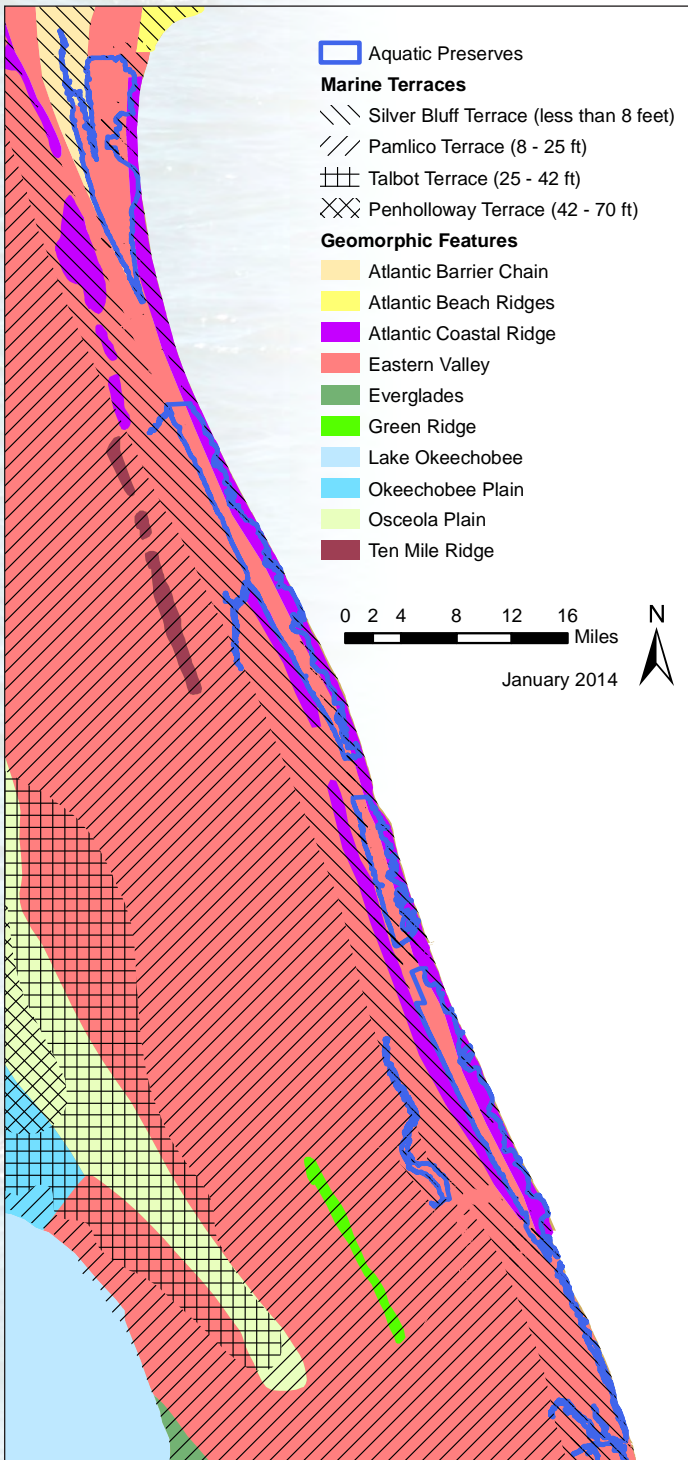 Aquatic Preserves
Marine Terraces
Silver Bluff Terrace (less than 8 feet)
Pamlico Terrace (8 - 25 ft)
Talbot Terrace (25 - 42 ft)
Penholloway Terrace (42 - 70 ft)
Geomorphic Features
Atlantic Barrier Chain
Atlantic Beach Ridges
Atlantic Coastal Ridge
Eastern Valley
Everglades
Green Ridge
Lake Okeechobee
Okeechobee Plain
Osceola Plain
Ten Mile Ridge
0 2 4 8 12 16
Miles
N
January 2014